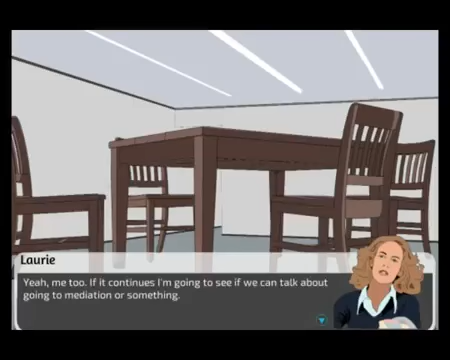 Laurie
Yeah, me too. If it continues I'm going to see if we can talk about
going to mediation or something.